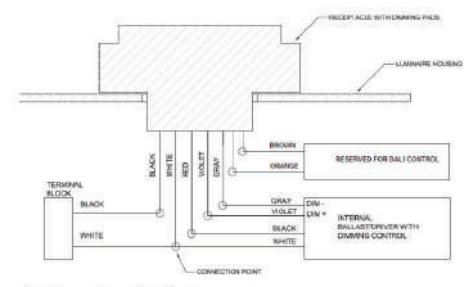 RECEPTACLE WITH DIMMING PADS
LUMINAIRE HOUSING
BLACK
WHITE
RED
VIOLET
GRAY
BROWN
ORANGE
RESERVED FOR BALI CONTROL
TERMINAL
BLOCK
BLACK
WHITE
GRAY
VIOLET
BLACK
WHITE
DIM -
DIM +
INTERNAL
BALLAST/DRIVER WITH
DIMMING CONTROL
CONNECTION POINT